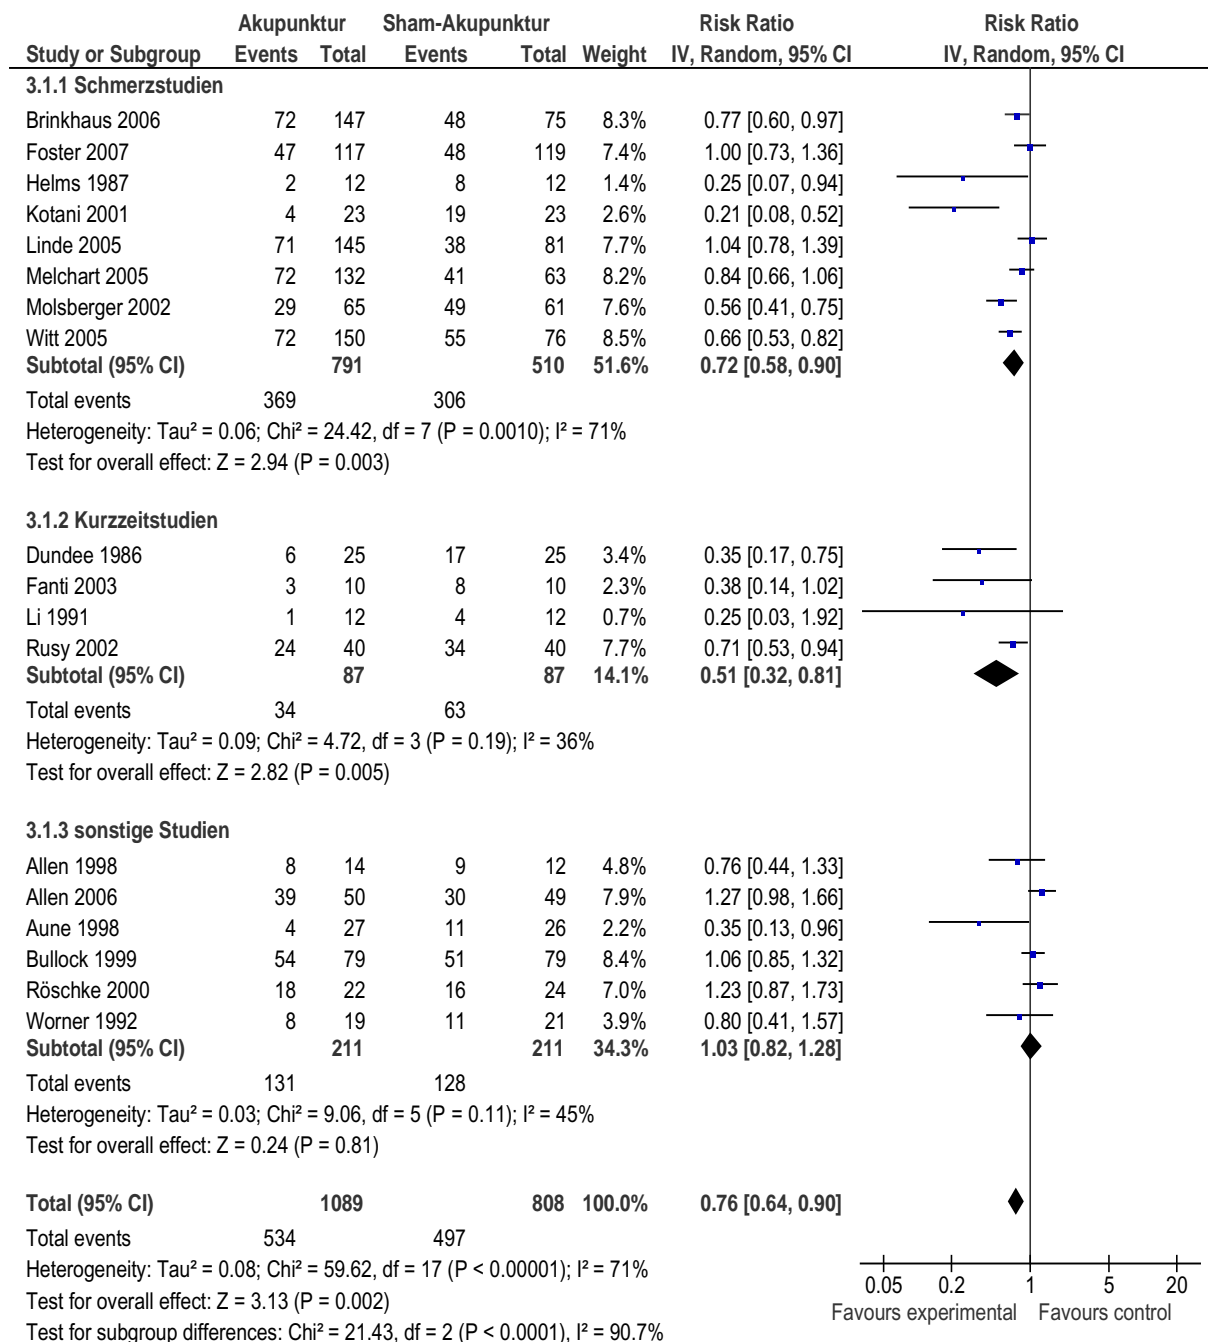 Akupunktur Sham-Akupunktur Risk Ratio Risk Ratio
Study or Subgroup Events Total Events Total Weight IV, Random, 95% CI IV, Random, 95% CI
3.1.1 Schmerzstudien
Brinkhaus 2006 72 147 48 75 8.3% 0.77 [0.60, 0.97]
Foster 2007 47 117 48 119 7.4% 1.00 [0.73, 1.36]
Helms 1987 2 12 8 12 1.4% 0.25 [0.07, 0.94]
Kotani 2001 4 23 19 23 2.6% 0.21 [0.08, 0.52]
Linde 2005 71 145 38 81 7.7% 1.04 [0.78, 1.39]
Melchart 2005 72 132 41 63 8.2% 0.84 [0.66, 1.06]
Molsberger 2002 29 65 49 61 7.6% 0.56 [0.41, 0.75]
Witt 2005 72 150 55 76 8.5% 0.66 [0.53, 0.82]
Subtotal (95% CI) 791 510 51.6% 0.72 [0.58, 0.90]
Total events 369 306
Heterogeneity: Tau² = 0.06; Chi² = 24.42, df = 7 (P = 0.0010); I² = 71%
Test for overall effect: Z = 2.94 (P = 0.003)
3.1.2 Kurzzeitstudien
Dundee 1986 6 25 17 25 3.4% 0.35 [0.17, 0.75]
Fanti 2003 3 10 8 10 2.3% 0.38 [0.14, 1.02]
Li 1991 1 12 4 12 0.7% 0.25 [0.03, 1.92]
Rusy 2002 24 40 34 40 7.7% 0.71 [0.53, 0.94]
Subtotal (95% CI) 87 87 14.1% 0.51 [0.32, 0.81]
Total events 34 63
Heterogeneity: Tau² = 0.09; Chi² = 4.72, df = 3 (P = 0.19); I² = 36%
Test for overall effect: Z = 2.82 (P = 0.005)
3.1.3 sonstige Studien
Allen 1998 8 14 9 12 4.8% 0.76 [0.44, 1.33]
Allen 2006 39 50 30 49 7.9% 1.27 [0.98, 1.66]
Aune 1998 4 27 11 26 2.2% 0.35 [0.13, 0.96]
Bullock 1999 54 79 51 79 8.4% 1.06 [0.85, 1.32]
Röschke 2000 18 22 16 24 7.0% 1.23 [0.87, 1.73]
Worner 1992 8 19 11 21 3.9% 0.80 [0.41, 1.57]
Subtotal (95% CI) 211 211 34.3% 1.03 [0.82, 1.28]
Total events 131 128
Heterogeneity: Tau² = 0.03; Chi² = 9.06, df = 5 (P = 0.11); I² = 45%
Test for overall effect: Z = 0.24 (P = 0.81)
Total (95% CI) 1089 808 100.0% 0.76 [0.64, 0.90]
Total events 534 497
Heterogeneity: Tau² = 0.08; Chi² = 59.62, df = 17 (P < 0.00001); I² = 71%
Test for overall effect: Z = 3.13 (P = 0.002)
Test for subgroup differences: Chi² = 21.43, df = 2 (P < 0.0001), I² = 90.7%
0.05 0.2 1 5 20
Favours experimental Favours control